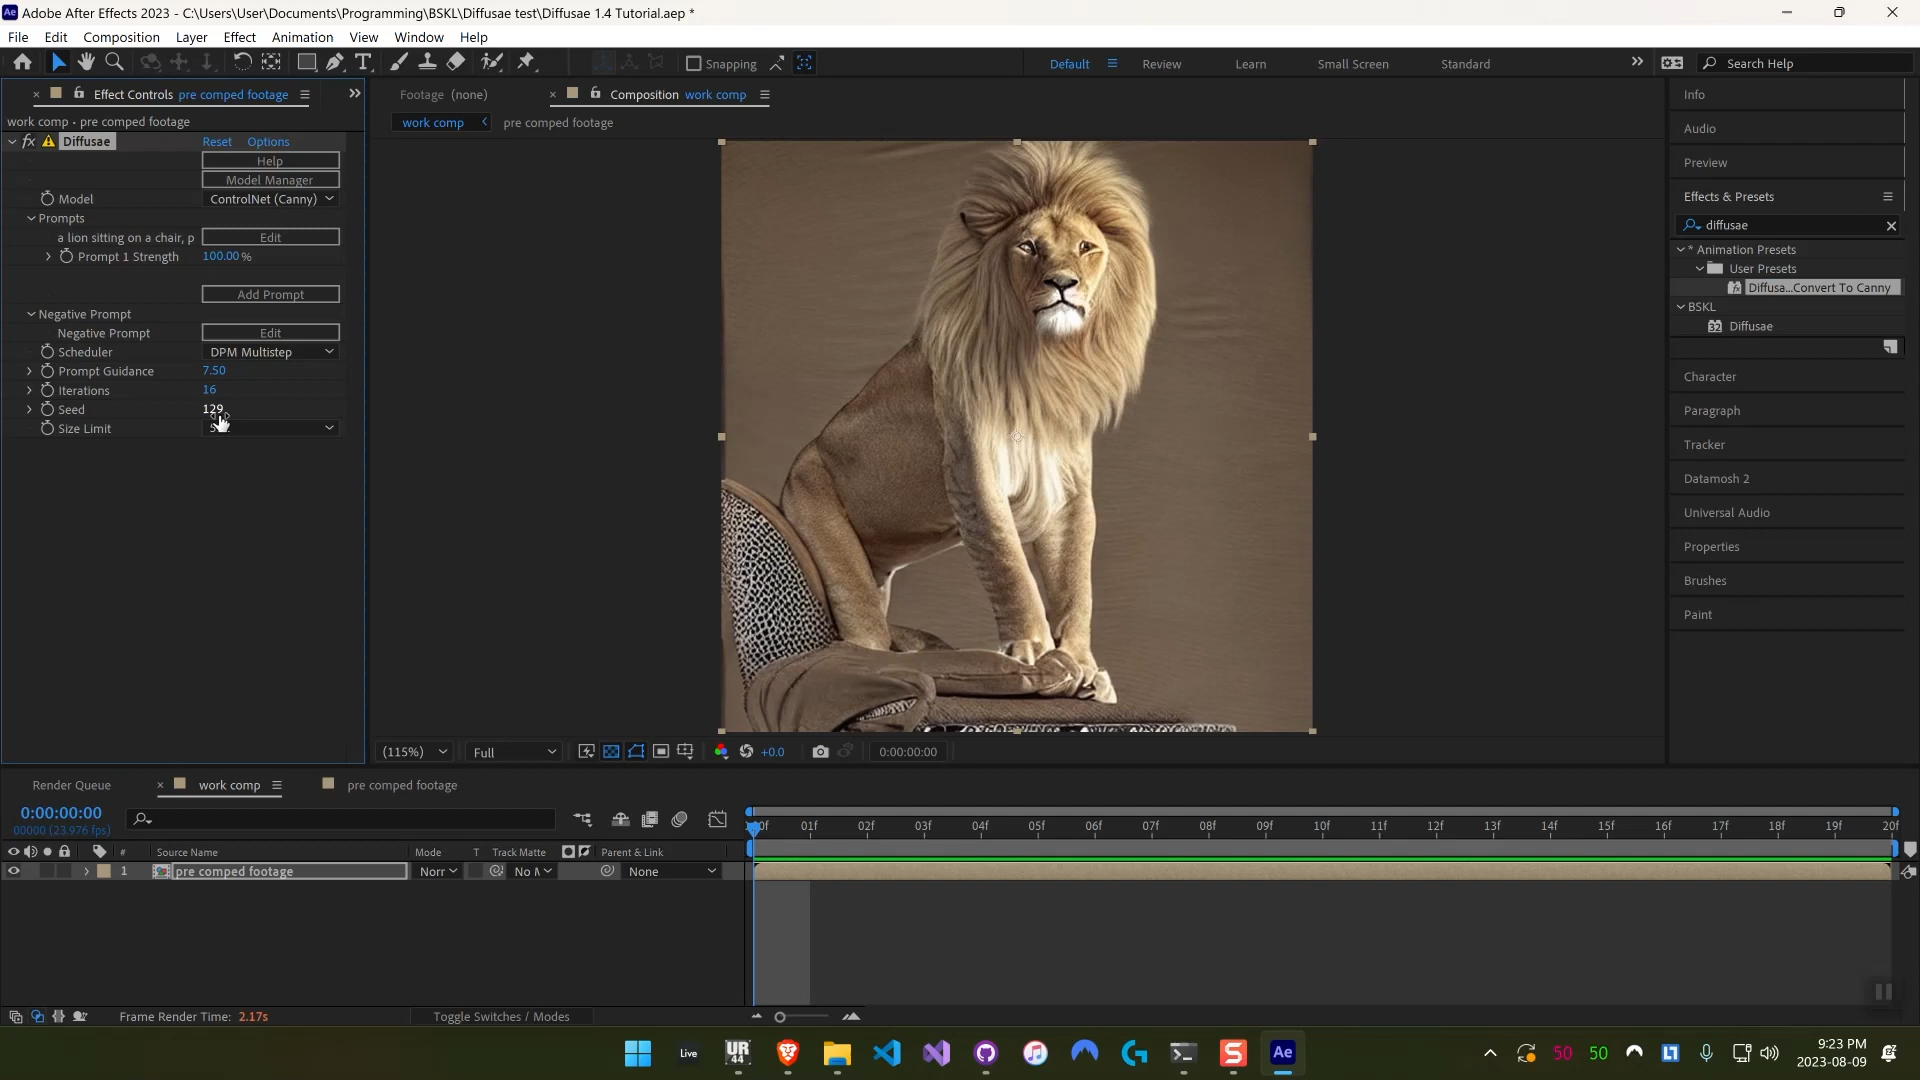 Adobe After Effects 2023 - C:\Users\User\Documents\Programming\BSKL\Diffusae test\Diffusae 1.4 Tutorial.aep *
File Edit Composition Layer Effect Animation View Window Help
Snapping Default Review Learn Small Screen Standard Search Help
Effect Controls pre comped footage
work comp • pre comped footage
fx Diffusae Reset Options
Help
Model Manager
Model ControlNet (Canny)
Prompts
a lion sitting on a chair, p Edit
Prompt 1 Strength 100.00 %
Add Prompt
Negative Prompt
Negative Prompt Edit
Scheduler DPM Multistep
Prompt Guidance 7.50
Iterations 16
Seed 129
Size Limit
Footage (none) Composition work comp
work comp pre comped footage
(115%) Full +0.0 0:00:00:00
Info
Audio
Preview
Effects & Presets
diffusae
* Animation Presets
User Presets
Diffusa...Convert To Canny
BSKL
32 Diffusae
Character
Paragraph
Tracker
Datamosh 2
Universal Audio
Properties
Brushes
Paint
Render Queue work comp pre comped footage
0:00:00:00
00000 (23.976 fps)
01f 02f 03f 04f 05f 06f 07f 08f 09f 10f 11f 12f 13f 14f 15f 16f 17f 18f 19f 20f
# Source Name Mode T Track Matte Parent & Link
1 pre comped footage Norr No None
Frame Render Time: 2.17s Toggle Switches / Modes
Live UR 44 Ae
50 50
9:23 PM
2023-08-09